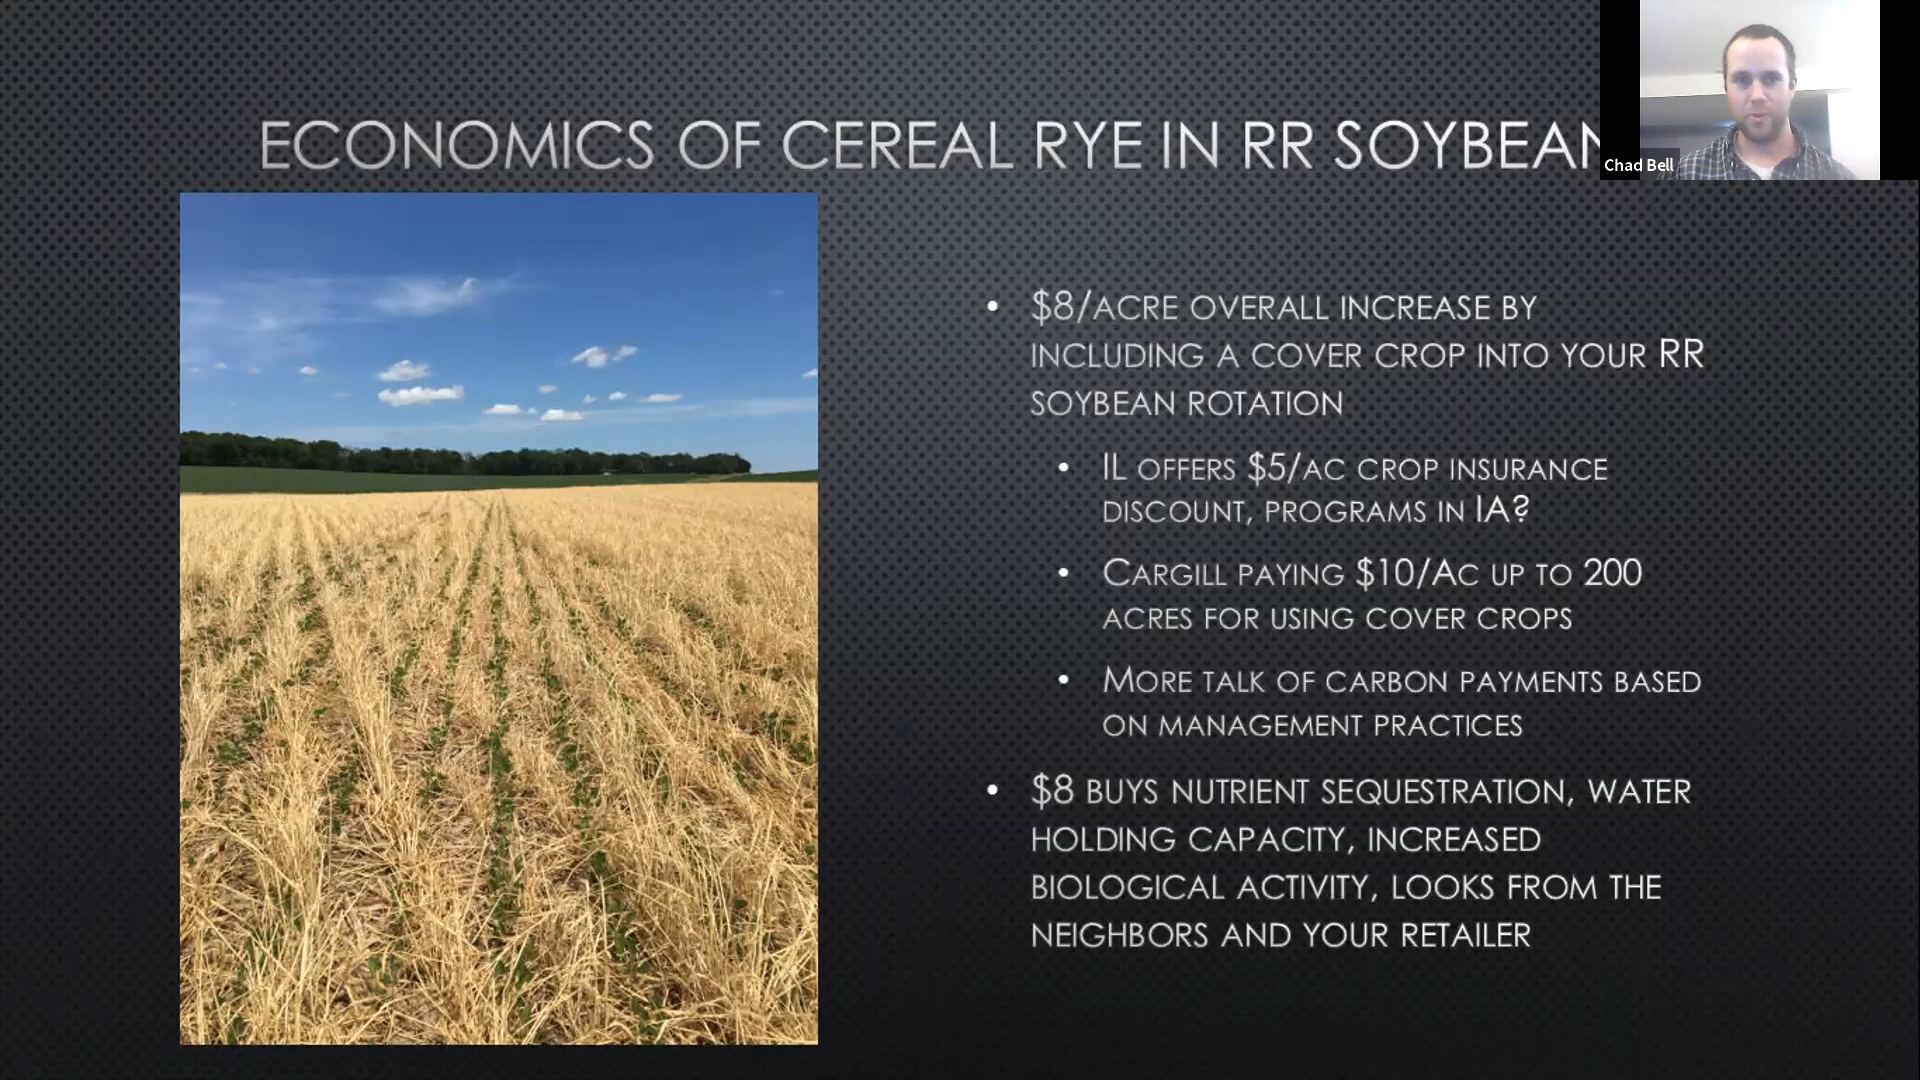 ECONOMICS OF CEREAL RYE IN RR SOYBEAN
Chad Bell
• $8/ACRE OVERALL INCREASE BY
INCLUDING A COVER CROP INTO YOUR RR
SOYBEAN ROTATION
• IL OFFERS $5/AC CROP INSURANCE
DISCOUNT, PROGRAMS IN IA?
• CARGILL PAYING $10/AC UP TO 200
ACRES FOR USING COVER CROPS
• MORE TALK OF CARBON PAYMENTS BASED
ON MANAGEMENT PRACTICES
• $8 BUYS NUTRIENT SEQUESTRATION, WATER
HOLDING CAPACITY, INCREASED
BIOLOGICAL ACTIVITY, LOOKS FROM THE
NEIGHBORS AND YOUR RETAILER